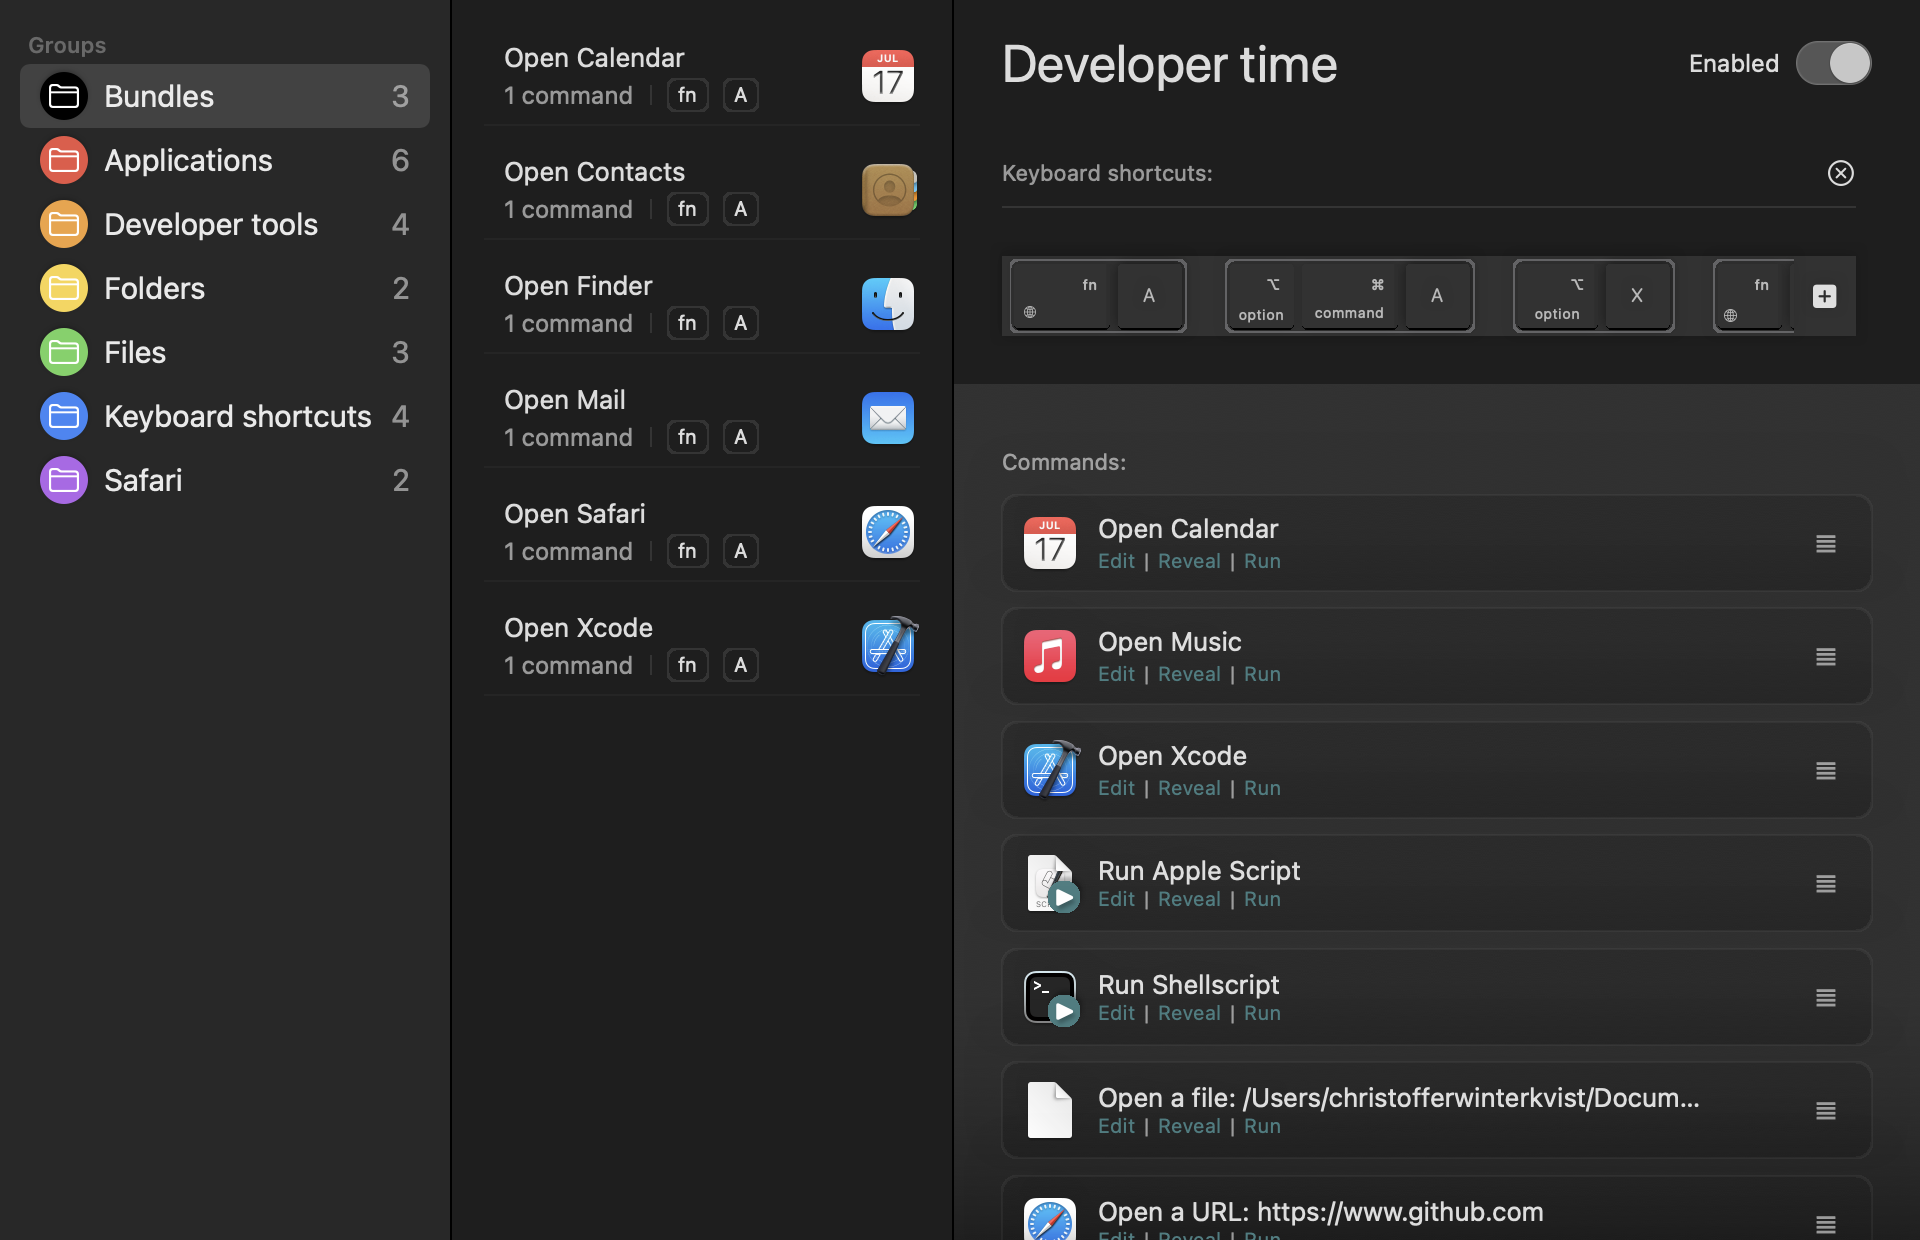 Groups
Bundles 3
Applications 6
Developer tools 4
Folders 2
Files 3
Keyboard shortcuts 4
Safari 2
Open Calendar
1 command | fn A
JUL
17
Open Contacts
1 command | fn A
Open Finder
1 command | fn A
Open Mail
1 command | fn A
Open Safari
1 command | fn A
Open Xcode
1 command | fn A
Developer time
Enabled
Keyboard shortcuts:
fn A
⌥ option ⌘ command A
⌥ option X
fn
Commands:
JUL
17
Open Calendar
Edit | Reveal | Run
Open Music
Edit | Reveal | Run
Open Xcode
Edit | Reveal | Run
Run Apple Script
Edit | Reveal | Run
>_
Run Shellscript
Edit | Reveal | Run
Open a file: /Users/christofferwinterkvist/Docum...
Edit | Reveal | Run
Open a URL: https://www.github.com
Edit | Reveal | Run